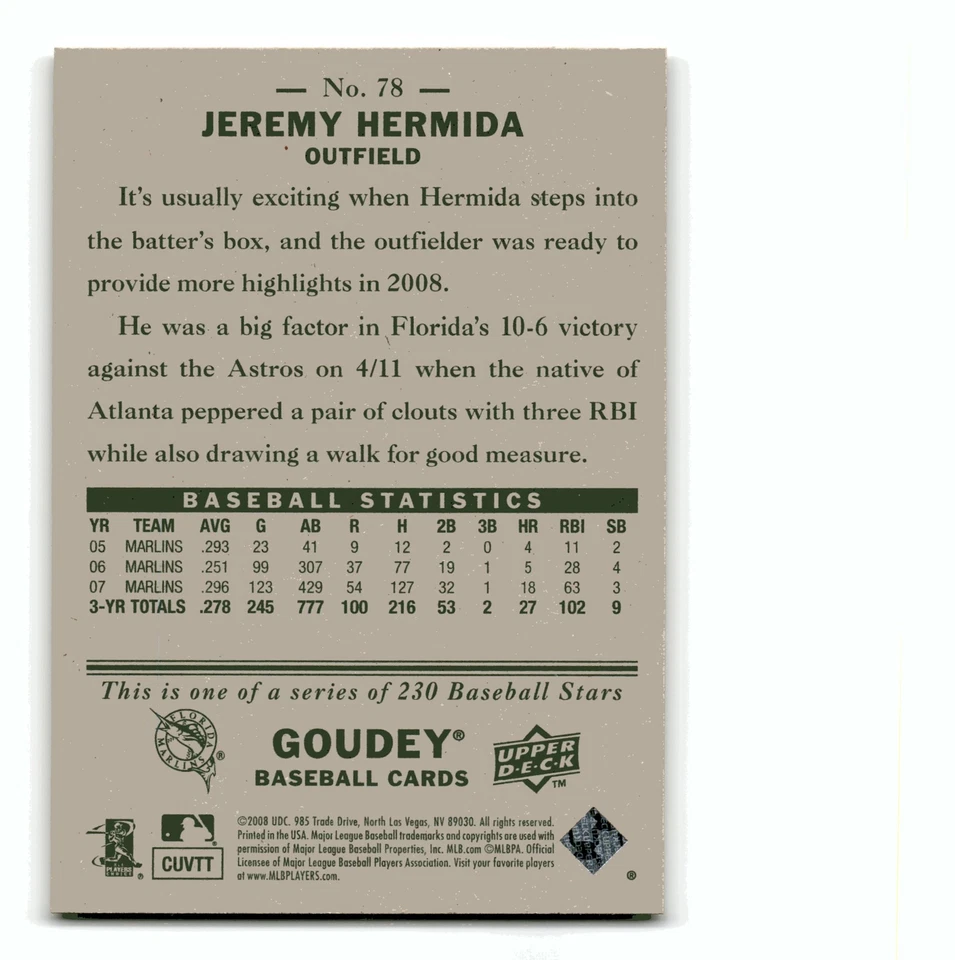 — No. 78 —
JEREMY HERMIDA
OUTFIELD
It's usually exciting when Hermida steps into
the batter's box, and the outfielder was ready to
provide more highlights in 2008.
He was a big factor in Florida's 10-6 victory
against the Astros on 4/11 when the native of
Atlanta peppered a pair of clouts with three RBI
while also drawing a walk for good measure.
BASEBALL STATISTICS
YR TEAM AVG G AB R H 2B 3B HR RBI SB
05 MARLINS .293 23 41 9 12 2 0 4 11 2
06 MARLINS .251 99 307 37 77 19 1 5 28 4
07 MARLINS .296 123 429 54 127 32 1 18 63 3
3-YR TOTALS .278 245 777 100 216 53 2 27 102 9
This is one of a series of 230 Baseball Stars
FLORIDA
MARLINS ®
GOUDEY®
BASEBALL CARDS
UPPER
D·E·C·K ™
PLAYERS
CHOICE ®
CUVTT
©2008 UDC. 985 Trade Drive, North Las Vegas, NV 89030. All rights reserved.
Printed in the USA. Major League Baseball trademarks and copyrights are used with
permission of Major League Baseball Properties, Inc. MLB.com ©MLBPA. Official
Licensee of Major League Baseball Players Association. Visit your favorite players
at www.MLBPLAYERS.com.
®